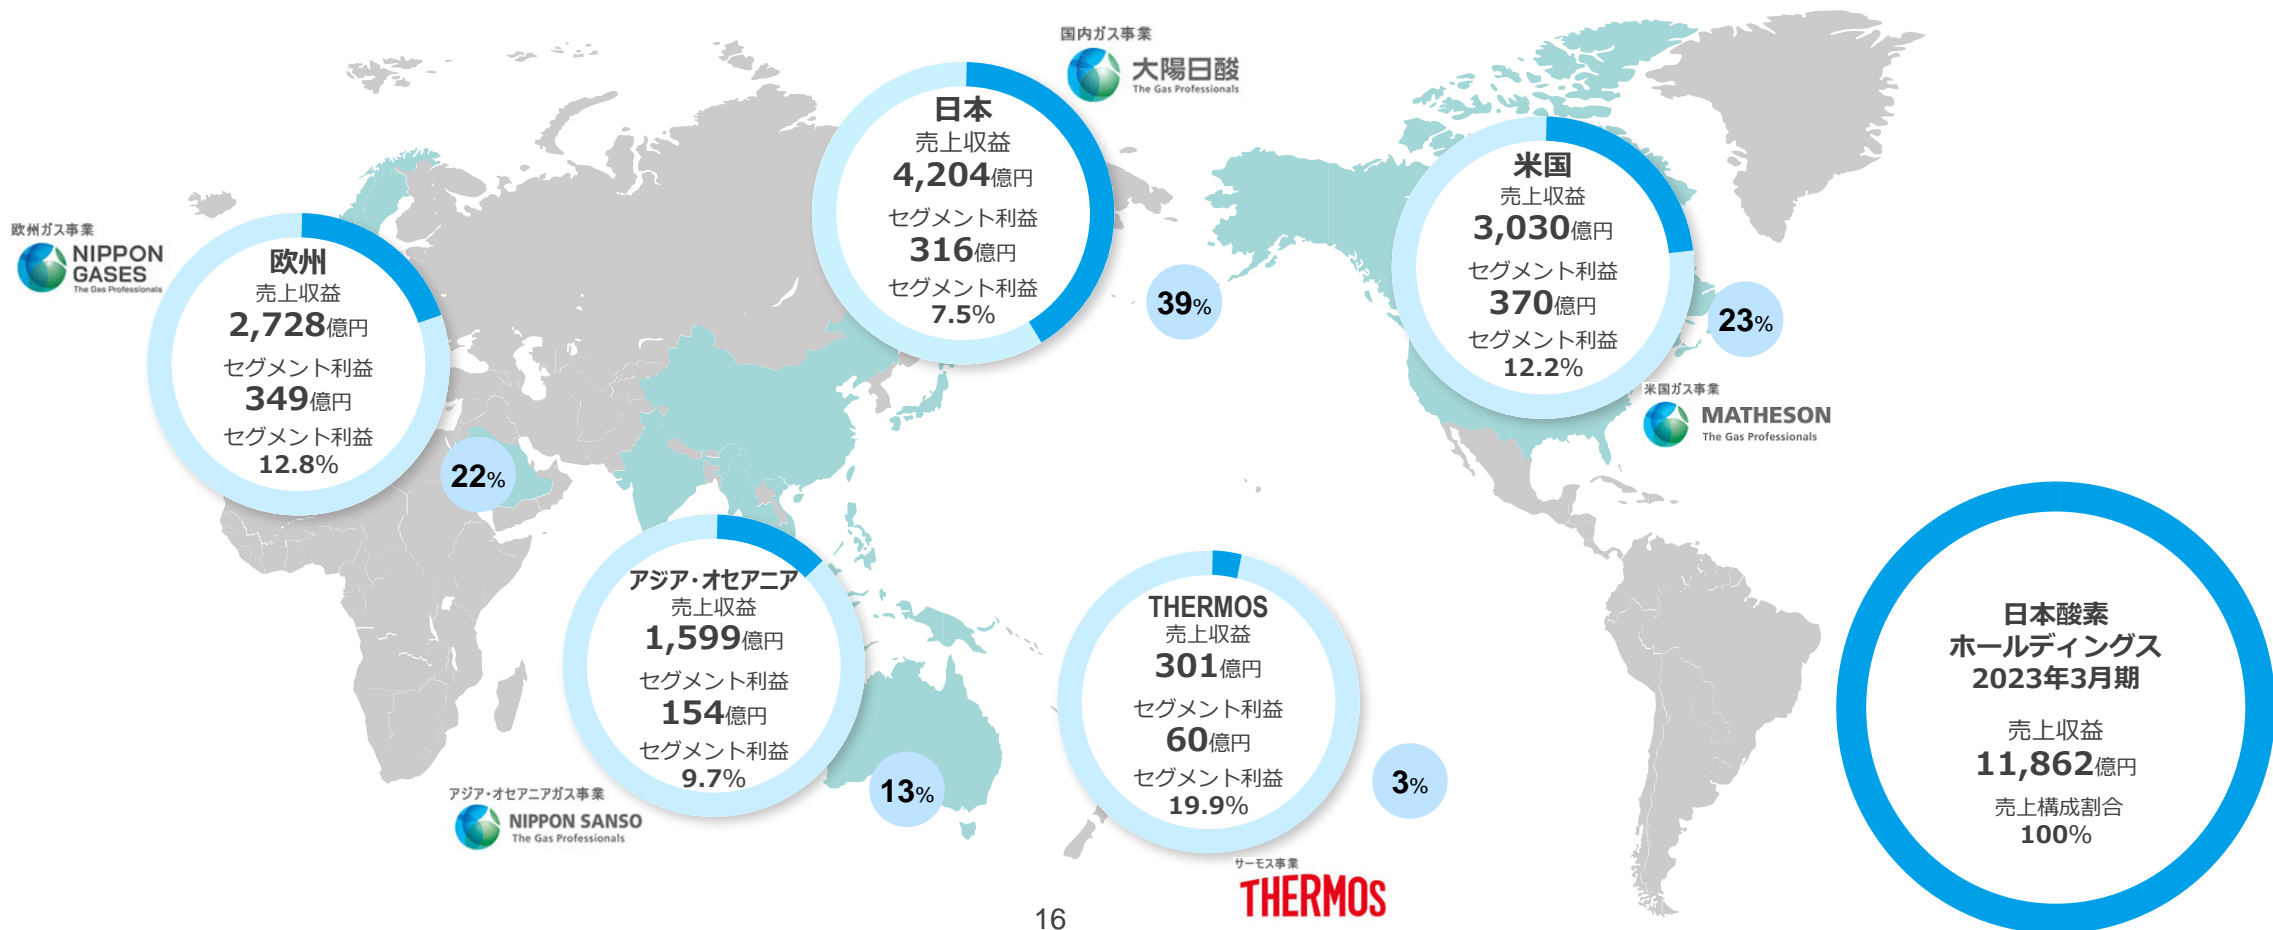 国内ガス事業
大陽日酸
The Gas Professionals
日本
売上収益
4,204億円
セグメント利益
316億円
セグメント利益
7.5%
39%
米国
売上収益
3,030億円
セグメント利益
370億円
セグメント利益
12.2%
23%
米国ガス事業
MATHESON
The Gas Professionals
欧州ガス事業
NIPPON
GASES
The Gas Professionals
欧州
売上収益
2,728億円
セグメント利益
349億円
セグメント利益
12.8%
22%
アジア・オセアニア
売上収益
1,599億円
セグメント利益
154億円
セグメント利益
9.7%
13%
アジア・オセアニアガス事業
NIPPON SANSO
The Gas Professionals
THERMOS
売上収益
301億円
セグメント利益
60億円
セグメント利益
19.9%
3%
サーモス事業
THERMOS
日本酸素
ホールディングス
2023年3月期
売上収益
11,862億円
売上構成割合
100%
16